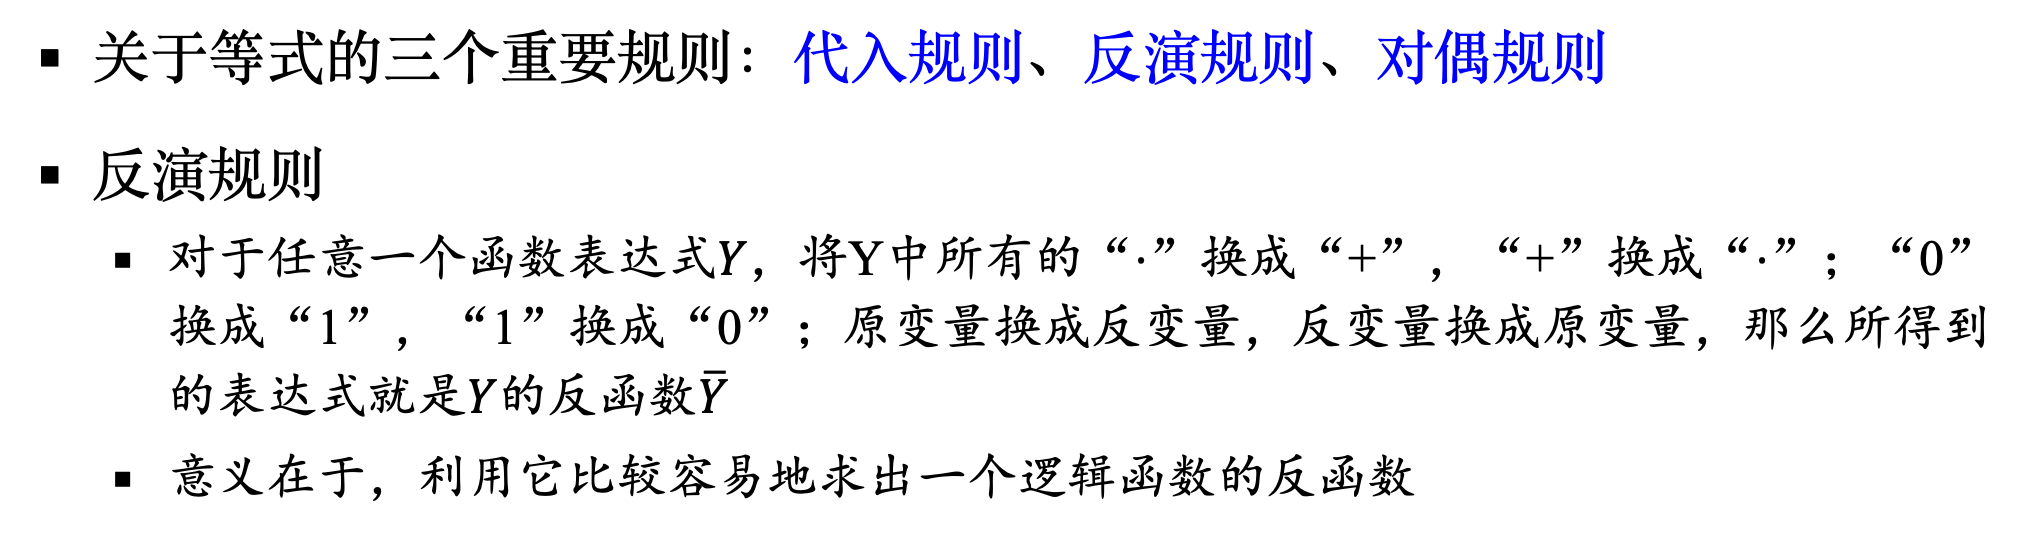 ▪ 关于等式的三个重要规则：代入规则、反演规则、对偶规则
▪ 反演规则
▪ 对于任意一个函数表达式Y，将Y中所有的“·”换成“+”，“+”换成“·”；“0”
换成“1”，“1”换成“0”；原变量换成反变量，反变量换成原变量，那么所得到
的表达式就是Y的反函数Ȳ
▪ 意义在于，利用它比较容易地求出一个逻辑函数的反函数